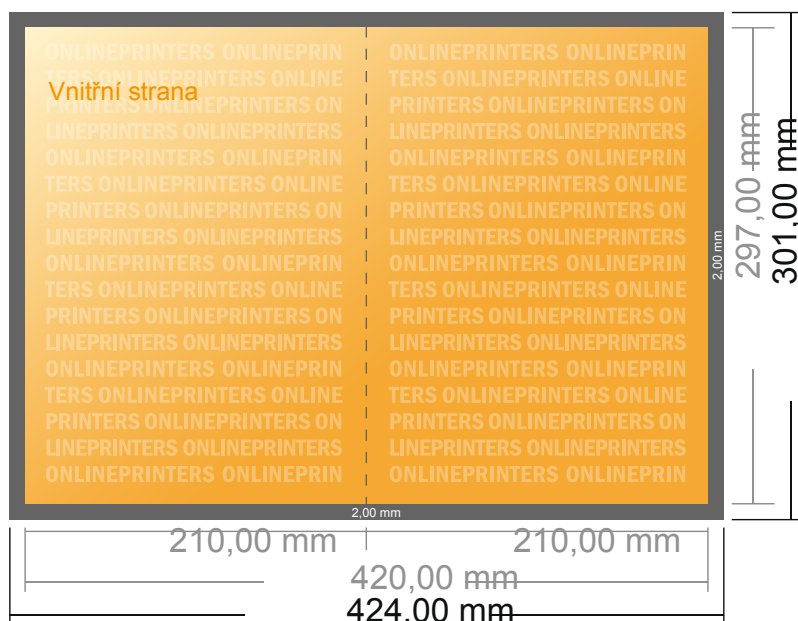 ONLINEPRINTERS ONLINEPRIN
TERS ONLINEPRINTERS ONLINE
PRINTERS ONLINEPRINTERS ON
LINEPRINTERS ONLINEPRINTERS
ONLINEPRINTERS ONLINEPRIN
TERS ONLINEPRINTERS ONLINE
PRINTERS ONLINEPRINTERS ON
LINEPRINTERS ONLINEPRINTERS
ONLINEPRINTERS ONLINEPRIN
TERS ONLINEPRINTERS ONLINE
PRINTERS ONLINEPRINTERS ON
LINEPRINTERS ONLINEPRINTERS
ONLINEPRINTERS ONLINEPRIN
TERS ONLINEPRINTERS ONLINE
PRINTERS ONLINEPRINTERS ON
LINEPRINTERS ONLINEPRINTERS
ONLINEPRINTERS ONLINEPRIN
Vnitřní strana
ONLINEPRINTERS ONLINEPRIN
TERS ONLINEPRINTERS ONLINE
PRINTERS ONLINEPRINTERS ON
LINEPRINTERS ONLINEPRINTERS
ONLINEPRINTERS ONLINEPRIN
TERS ONLINEPRINTERS ONLINE
PRINTERS ONLINEPRINTERS ON
LINEPRINTERS ONLINEPRINTERS
ONLINEPRINTERS ONLINEPRIN
TERS ONLINEPRINTERS ONLINE
PRINTERS ONLINEPRINTERS ON
LINEPRINTERS ONLINEPRINTERS
ONLINEPRINTERS ONLINEPRIN
TERS ONLINEPRINTERS ONLINE
PRINTERS ONLINEPRINTERS ON
LINEPRINTERS ONLINEPRINTERS
ONLINEPRINTERS ONLINEPRIN
2,00 mm
297,00 mm
301,00 mm
2,00 mm
210,00 mm
210,00 mm
420,00 mm
424,00 mm